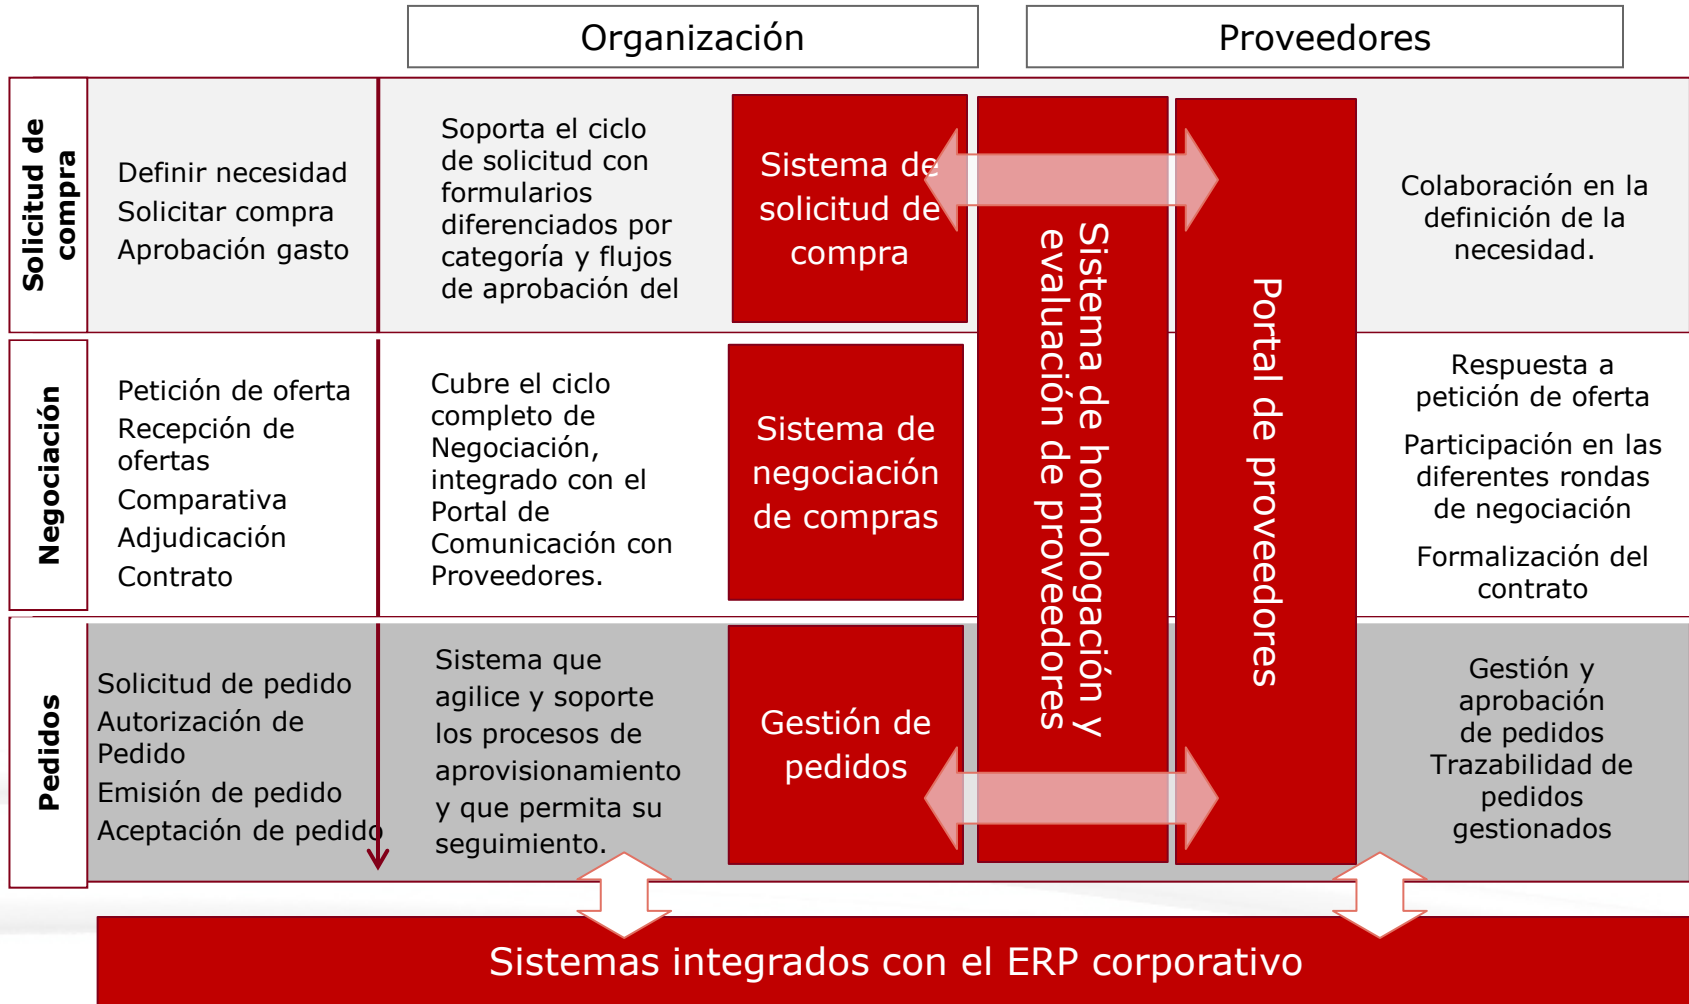 Organización
Proveedores
Solicitud de
compra
Definir necesidad
Solicitar compra
Aprobación gasto
Soporta el ciclo
de solicitud con
formularios
diferenciados por
categoría y flujos
de aprobación del
Sistema de
solicitud de
compra
Colaboración en la
definición de la
necesidad.
Sistema de homologación y
evaluación de proveedores
Portal de proveedores
Negociación
Petición de oferta
Recepción de
ofertas
Comparativa
Adjudicación
Contrato
Cubre el ciclo
completo de
Negociación,
integrado con el
Portal de
Comunicación con
Proveedores.
Sistema de
negociación
de compras
Respuesta a
petición de oferta
Participación en las
diferentes rondas
de negociación
Formalización del
contrato
Pedidos
Solicitud de pedido
Autorización de
Pedido
Emisión de pedido
Aceptación de pedido
Sistema que
agilice y soporte
los procesos de
aprovisionamiento
y que permita su
seguimiento.
Gestión de
pedidos
Gestión y
aprobación
de pedidos
Trazabilidad de
pedidos
gestionados
Sistemas integrados con el ERP corporativo